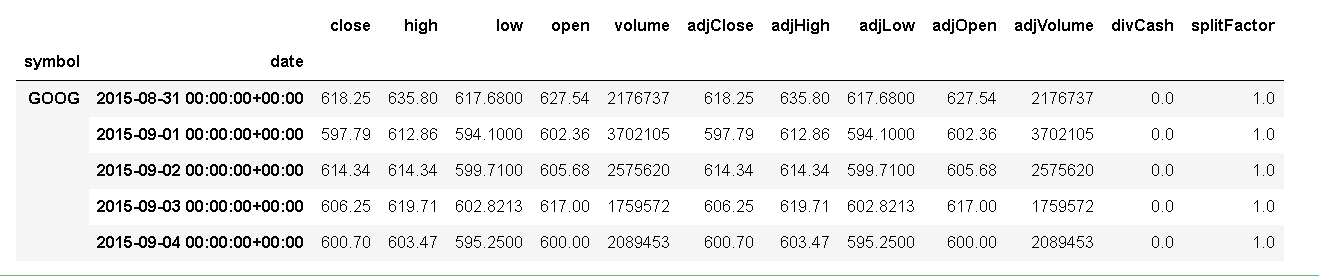 close high low open volume adjClose adjHigh adjLow adjOpen adjVolume divCash splitFactor
symbol date
GOOG 2015-08-31 00:00:00+00:00 618.25 635.80 617.6800 627.54 2176737 618.25 635.80 617.6800 627.54 2176737 0.0 1.0
2015-09-01 00:00:00+00:00 597.79 612.86 594.1000 602.36 3702105 597.79 612.86 594.1000 602.36 3702105 0.0 1.0
2015-09-02 00:00:00+00:00 614.34 614.34 599.7100 605.68 2575620 614.34 614.34 599.7100 605.68 2575620 0.0 1.0
2015-09-03 00:00:00+00:00 606.25 619.71 602.8213 617.00 1759572 606.25 619.71 602.8213 617.00 1759572 0.0 1.0
2015-09-04 00:00:00+00:00 600.70 603.47 595.2500 600.00 2089453 600.70 603.47 595.2500 600.00 2089453 0.0 1.0